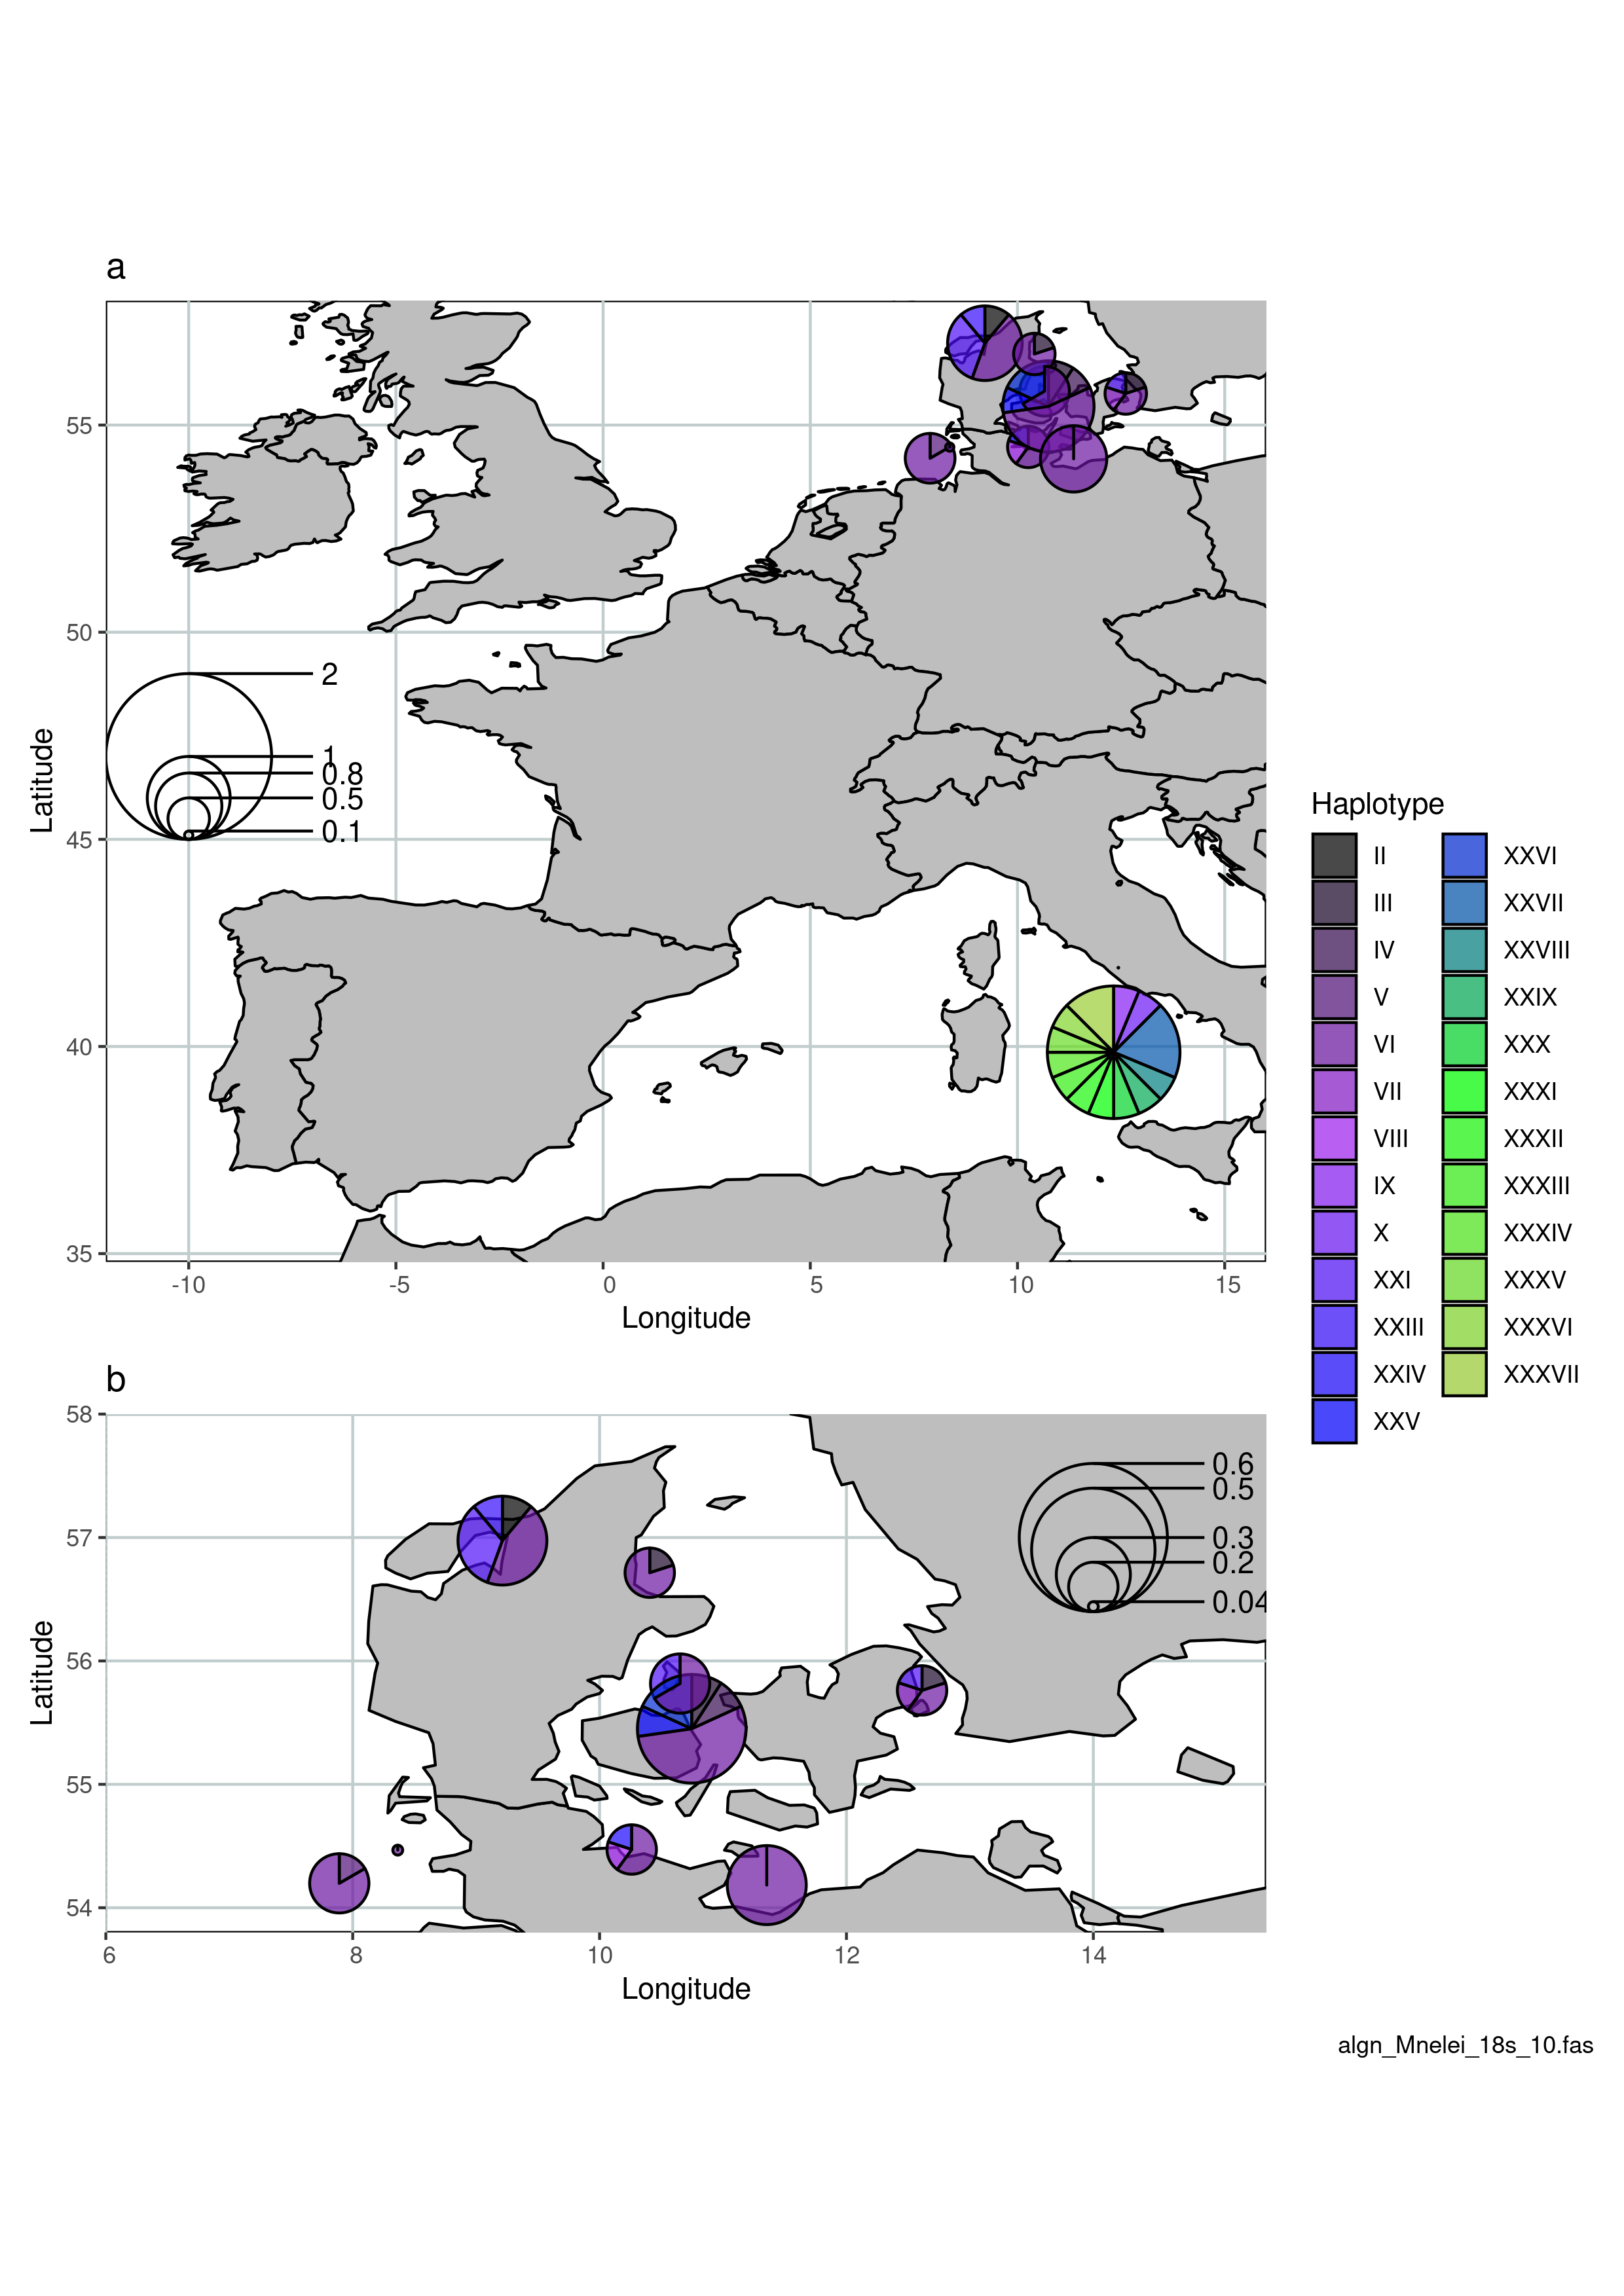 a
55
50
45
40
35
Latitude
2
1
0.8
0.5
0.1
-10
-5
0
5
10
15
Longitude
Haplotype
II
III
IV
V
VI
VII
VIII
IX
X
XXI
XXIII
XXIV
XXV
XXVI
XXVII
XXVIII
XXIX
XXX
XXXI
XXXII
XXXIII
XXXIV
XXXV
XXXVI
XXXVII
b
58
57
56
55
54
Latitude
0.6
0.5
0.3
0.2
0.04
6
8
10
12
14
Longitude
algn_Mnelei_18s_10.fas